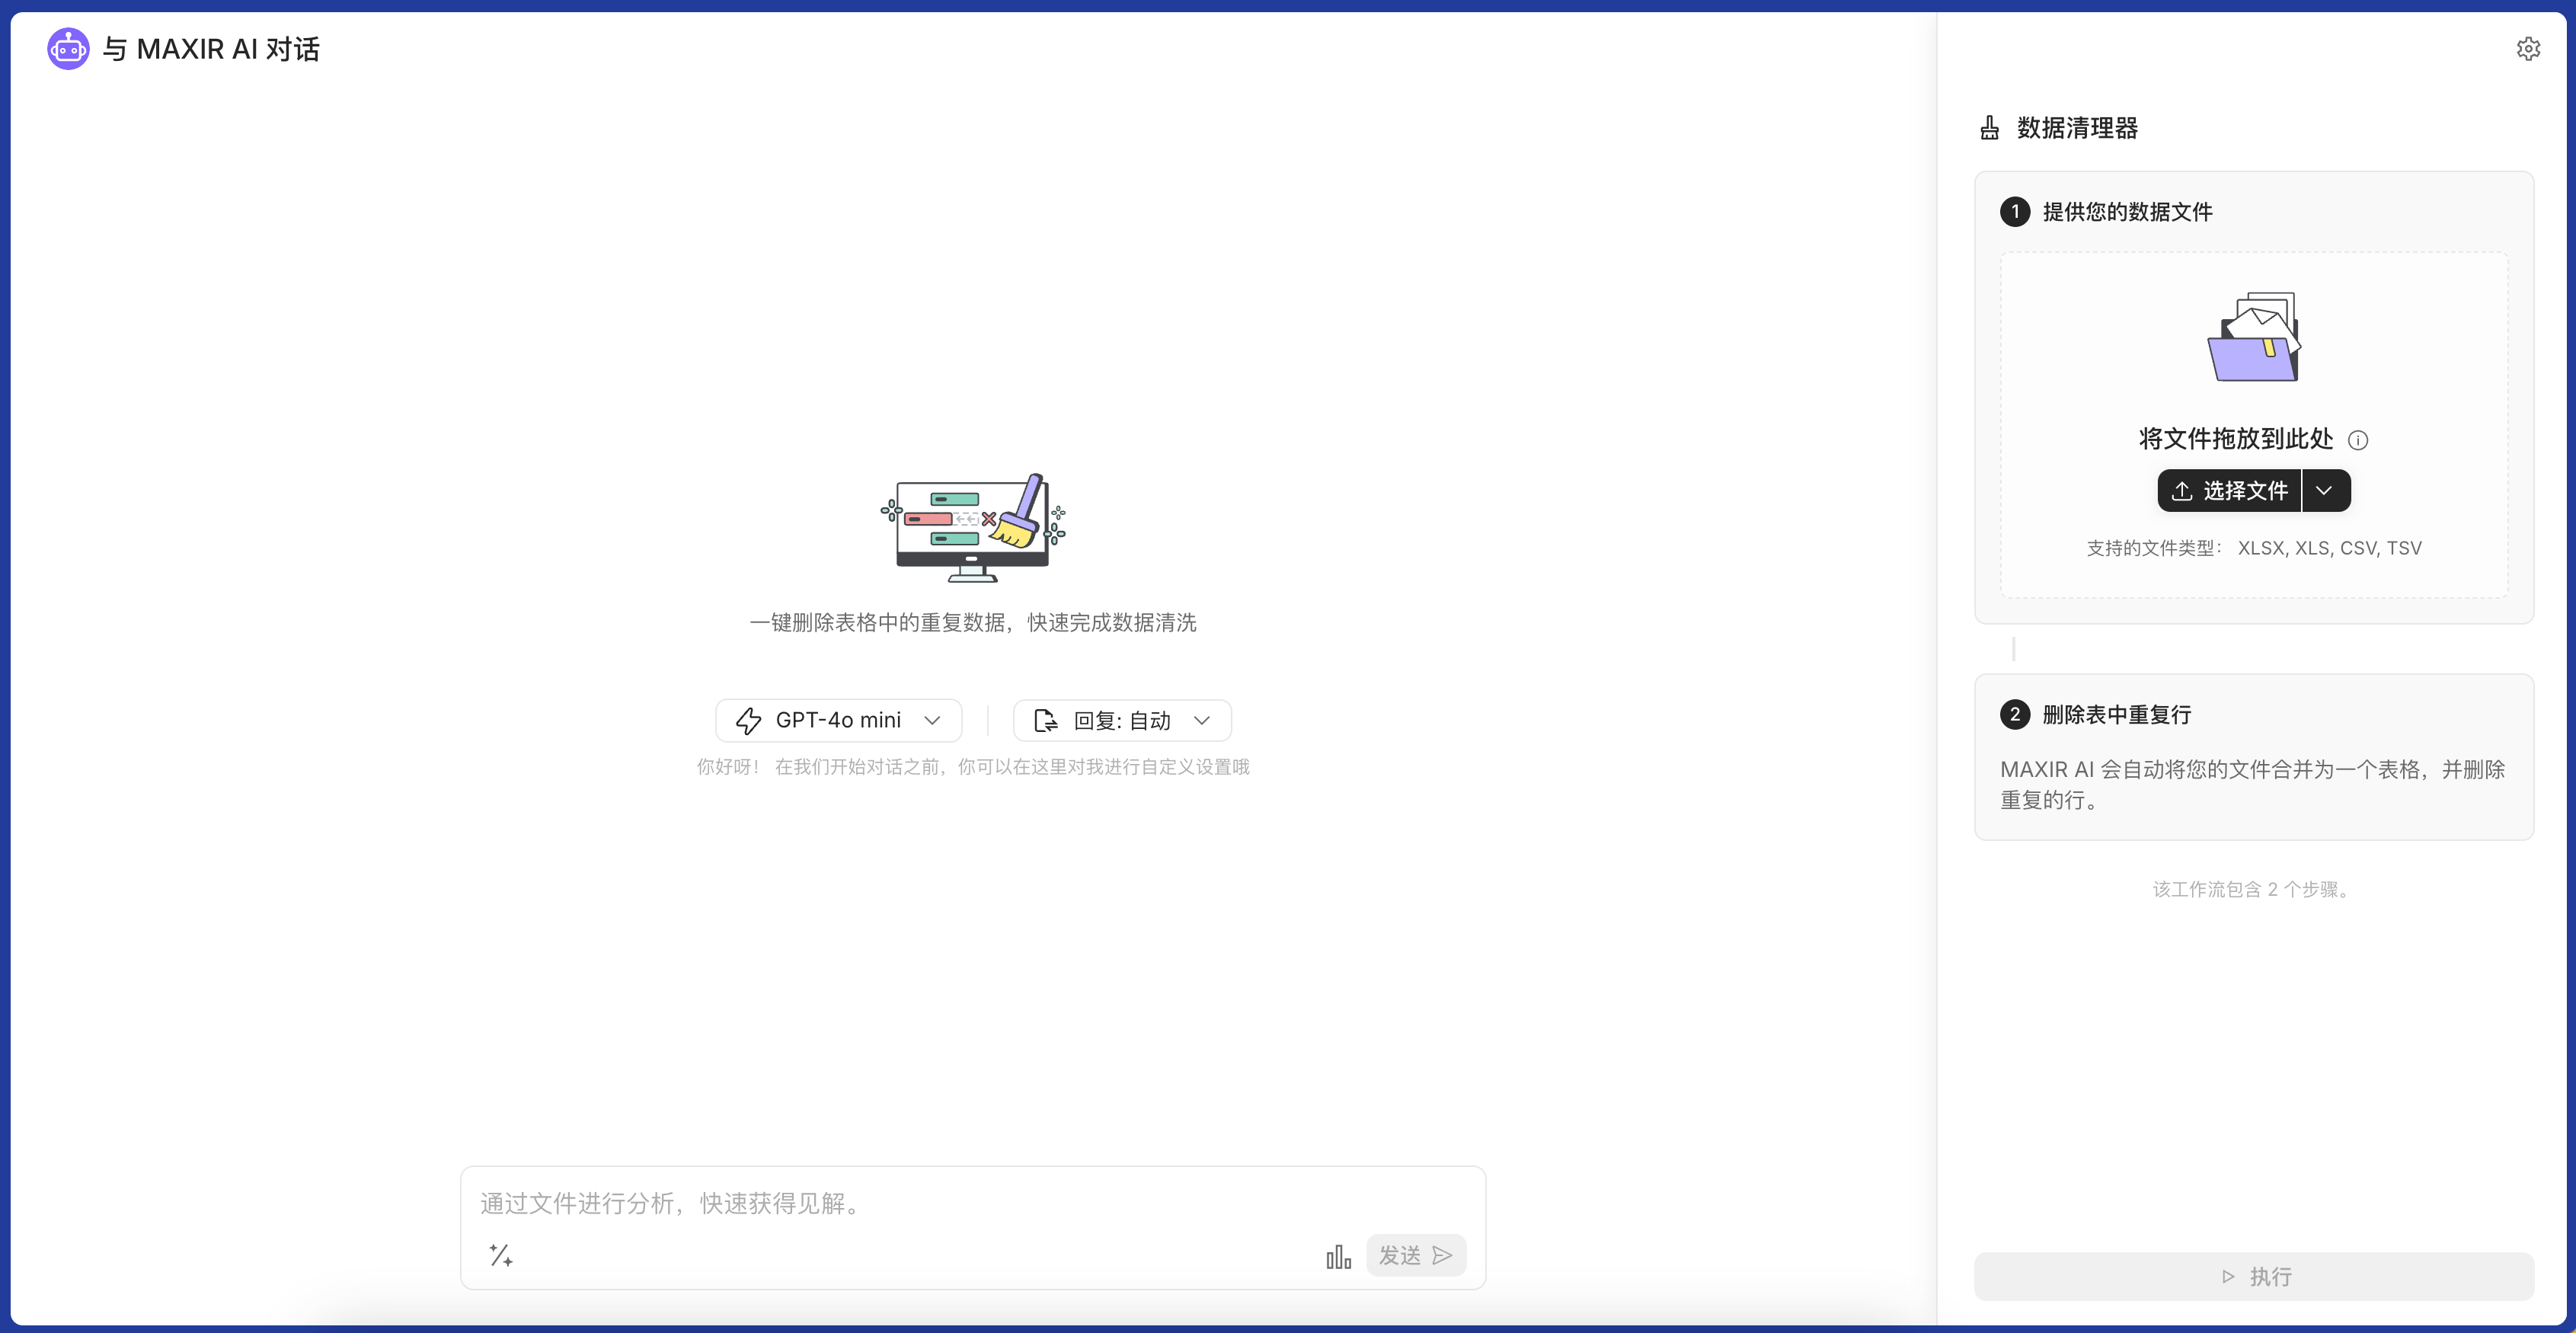 与 MAXIR AI 对话
一键删除表格中的重复数据，快速完成数据清洗
GPT-4o mini
回复: 自动
你好呀！ 在我们开始对话之前，你可以在这里对我进行自定义设置哦
通过文件进行分析，快速获得见解。
发送
数据清理器
1 提供您的数据文件
将文件拖放到此处
选择文件
支持的文件类型： XLSX, XLS, CSV, TSV
2 删除表中重复行
MAXIR AI 会自动将您的文件合并为一个表格，并删除
重复的行。
该工作流包含 2 个步骤。
执行